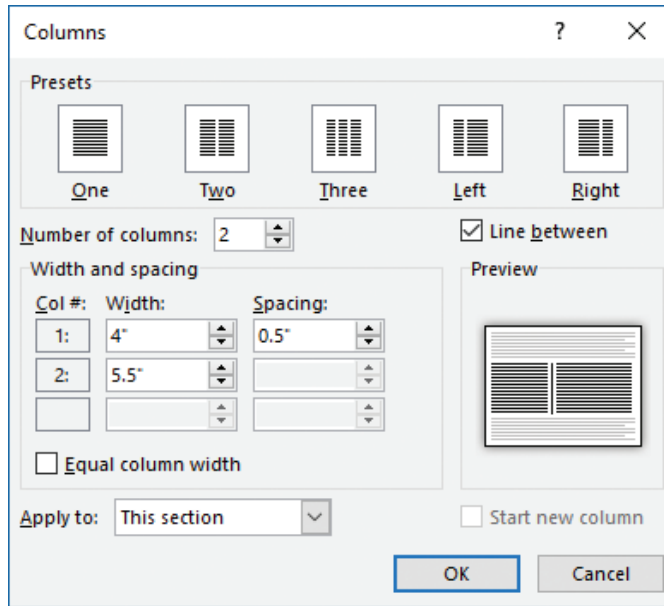 Columns ?
Presets
One Two Three Left Right
Number of columns: 2 Line between
Width and spacing Preview
Col #: Width: Spacing:
1: 4" 0.5"
2: 5.5"
Equal column width
Apply to: This section Start new column
OK Cancel